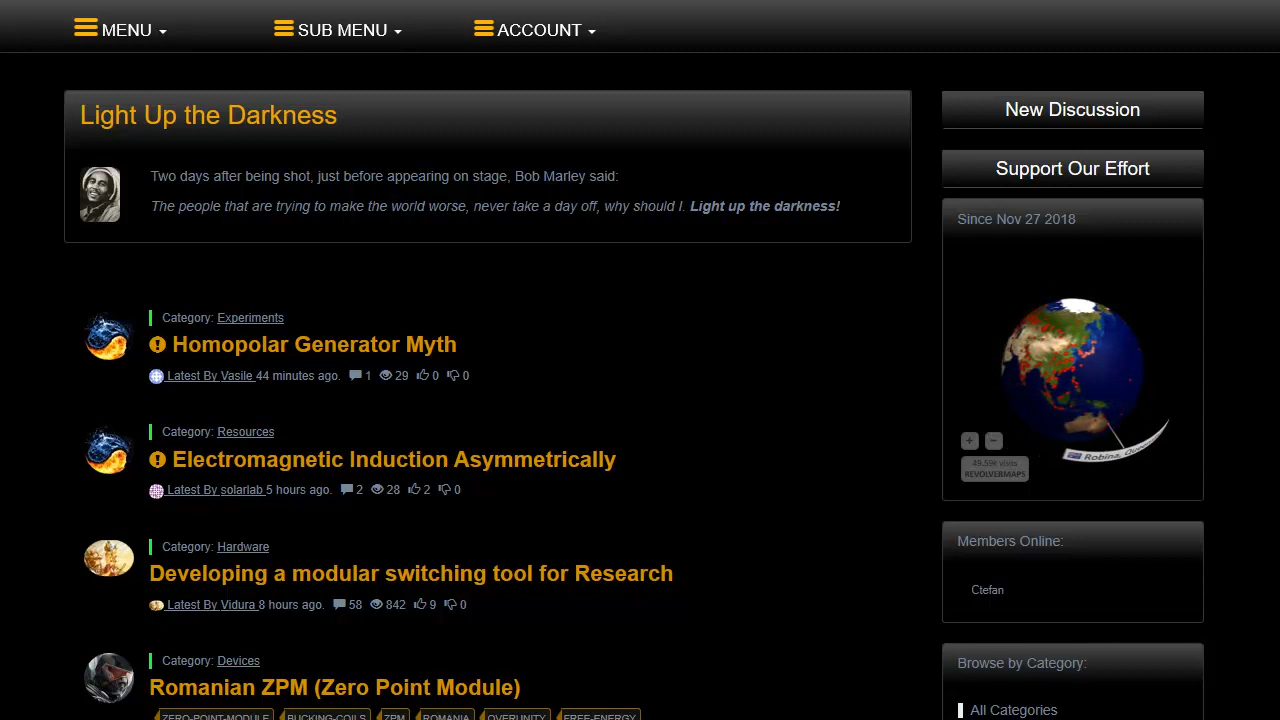 MENU
SUB MENU
ACCOUNT
Light Up the Darkness
Two days after being shot, just before appearing on stage, Bob Marley said:
The people that are trying to make the world worse, never take a day off, why should I. Light up the darkness!
New Discussion
Support Our Effort
Since Nov 27 2018
+ −
49.59k visits
REVOLVERMAPS
Robina,
Category: Experiments
Homopolar Generator Myth
Latest By Vasile 44 minutes ago. 1 29 0 0
Category: Resources
Electromagnetic Induction Asymmetrically
Latest By solarlab 5 hours ago. 2 28 2 0
Category: Hardware
Developing a modular switching tool for Research
Latest By Vidura 8 hours ago. 58 842 9 0
Category: Devices
Romanian ZPM (Zero Point Module)
ZERO-POINT-MODULE BUCKING-COILS ZPM ROMANIA OVERUNITY FREE-ENERGY
Members Online:
Ctefan
Browse by Category:
All Categories